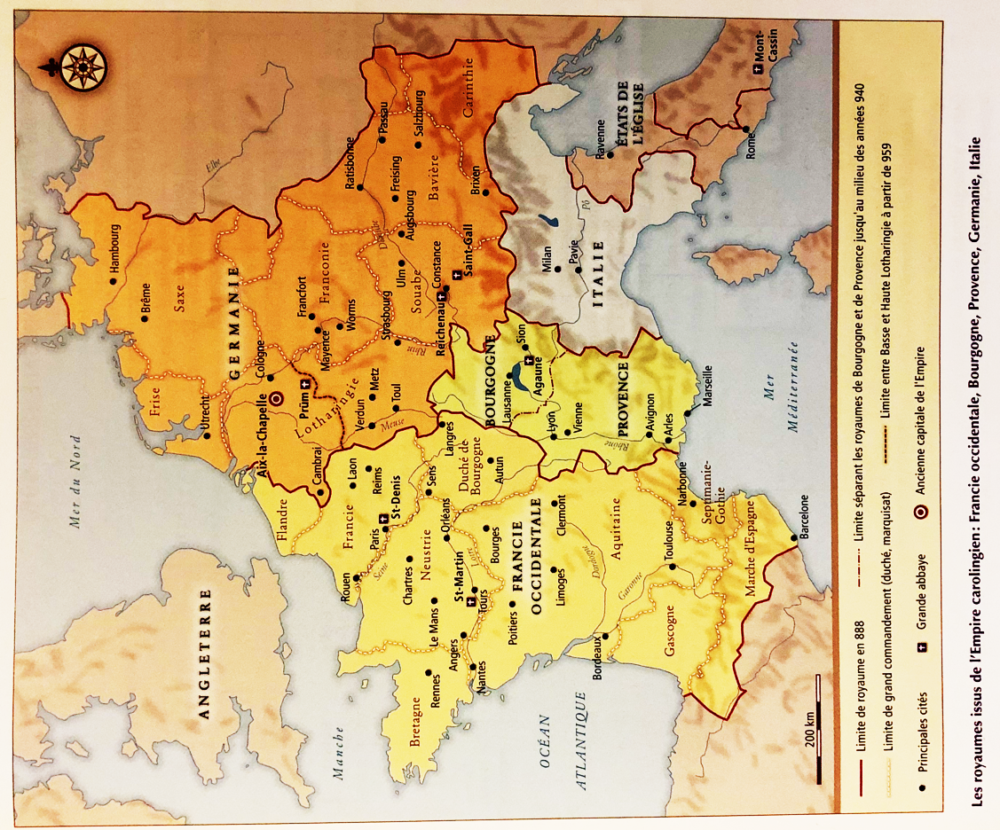 Mer du Nord
ANGLETERRE
Manche
OCÉAN
ATLANTIQUE
Mer
Méditerranée
Elbe
GERMANIE
Hambourg
Brême
Saxe
Frise
Utrecht
Cologne
Aix-la-Chapelle
Prüm
Lotharingie
Francfort
Franconie
Mayence
Worms
Verdun
Metz
Toul
Meuse
Strasbourg
Rhin
Souabe
Ulm
Augsbourg
Danube
Reichenau
Constance
Saint-Gall
Ratisbonne
Passau
Freising
Salzbourg
Bavière
Brixen
Carinthie
Cambrai
Flandre
Laon
Reims
Francie
St-Denis
Paris
Rouen
Seine
Chartres
Neustrie
Sens
Orléans
Loire
Langres
Duché de
Bourgogne
Autun
Le Mans
St-Martin
Tours
Angers
Nantes
Rennes
Bretagne
Bourges
Poitiers
FRANCIE
OCCIDENTALE
Limoges
Clermont
Aquitaine
Dordogne
Garonne
Bordeaux
Gascogne
Toulouse
Narbonne
Septimanie-
Gothie
Marche d'Espagne
Barcelone
BOURGOGNE
Lausanne
Sion
Agaune
Lyon
Vienne
PROVENCE
Rhône
Avignon
Arles
Marseille
Milan
Pavie
Pô
ITALIE
Ravenne
ÉTATS DE
L'ÉGLISE
Rome
Mont-
Cassin
200 km
Limite de royaume en 888
Limite séparant les royaumes de Bourgogne et de Provence jusqu'au milieu des années 940
Limite de grand commandement (duché, marquisat)
Limite entre Basse et Haute Lotharingie à partir de 959
Principales cités
Grande abbaye
Ancienne capitale de l'Empire
Les royaumes issus de l'Empire carolingien : Francie occidentale, Bourgogne, Provence, Germanie, Italie